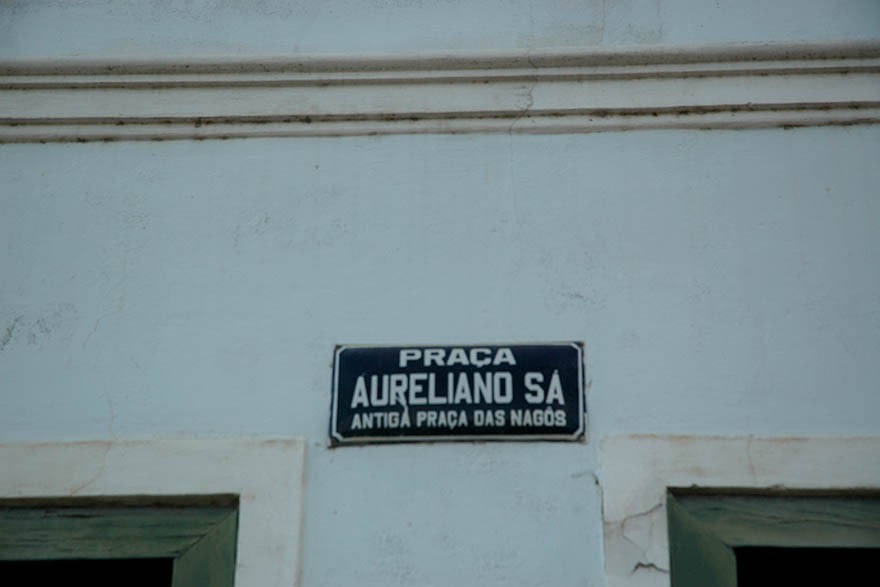 PRAÇA
AURELIANO SÁ
ANTIGA PRAÇA DAS NAGÔS